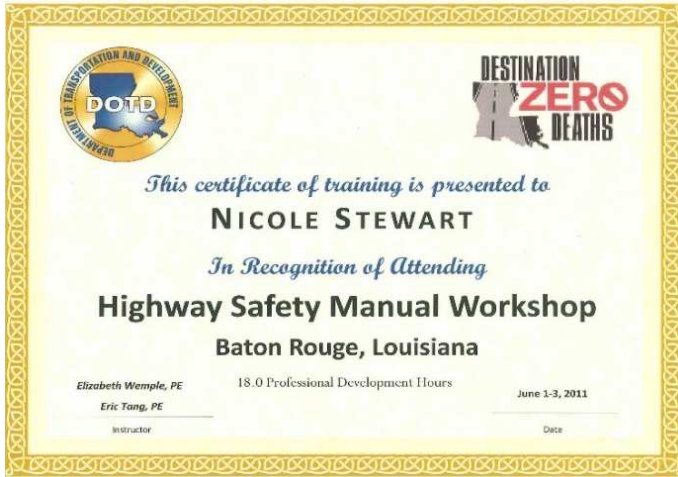 DEPARTMENT OF TRANSPORTATION AND DEVELOPMENT
DOTD
DESTINATION
ZERO
DEATHS
This certificate of training is presented to
NICOLE STEWART
In Recognition of Attending
Highway Safety Manual Workshop
Baton Rouge, Louisiana
18.0 Professional Development Hours
Elizabeth Wemple, PE
Eric Tang, PE
Instructor
June 1-3, 2011
Date